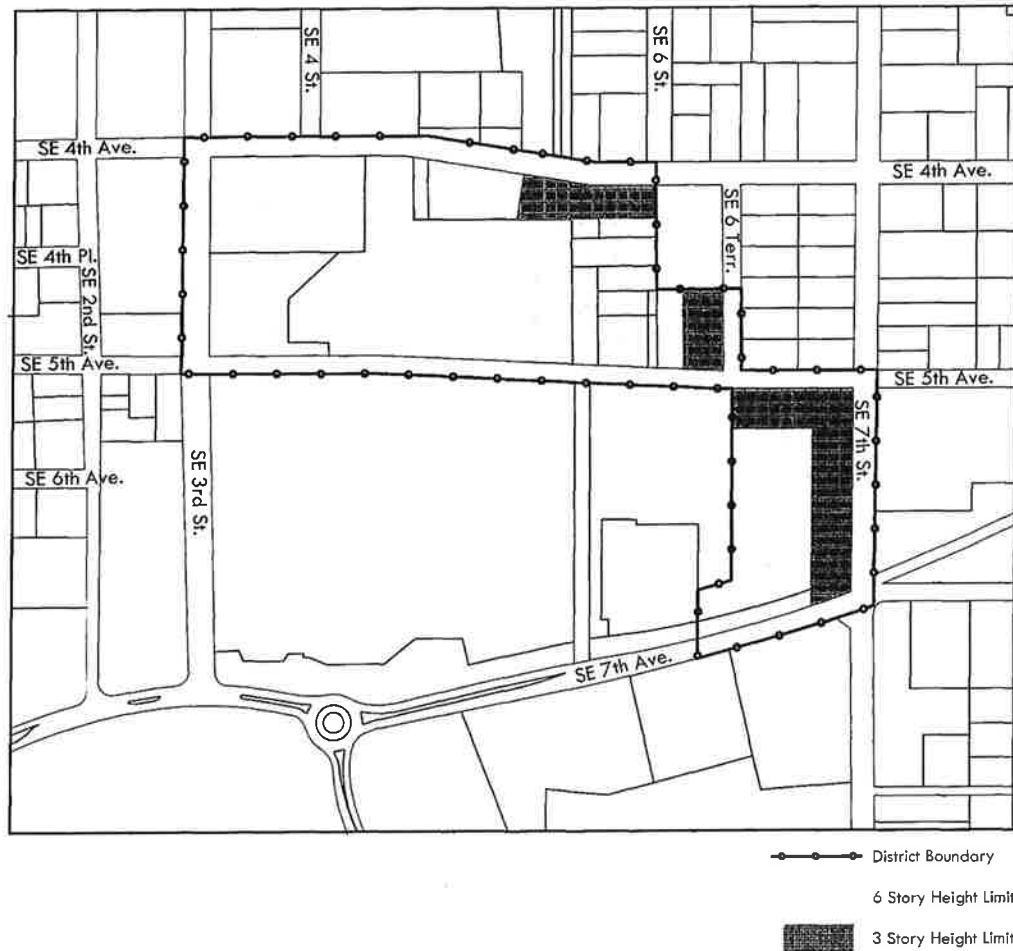 SE 4 St.
SE 6 St.
SE 4th Ave.
SE 4th Ave.
SE 6 Terr.
SE 4th Pl.
SE 2nd St.
SE 5th Ave.
SE 5th Ave.
SE 7th St.
SE 3rd St.
SE 6th Ave.
SE 7th Ave.
District Boundary
6 Story Height Limit
3 Story Height Limit